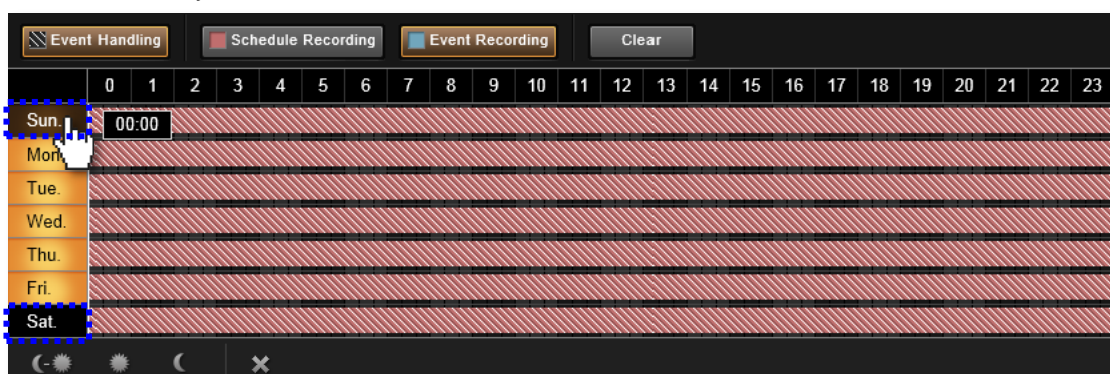 Event Handling Schedule Recording Event Recording Clear
0 1 2 3 4 5 6 7 8 9 10 11 12 13 14 15 16 17 18 19 20 21 22 23
Sun. 00:00
Mon
Tue.
Wed.
Thu.
Fri.
Sat.